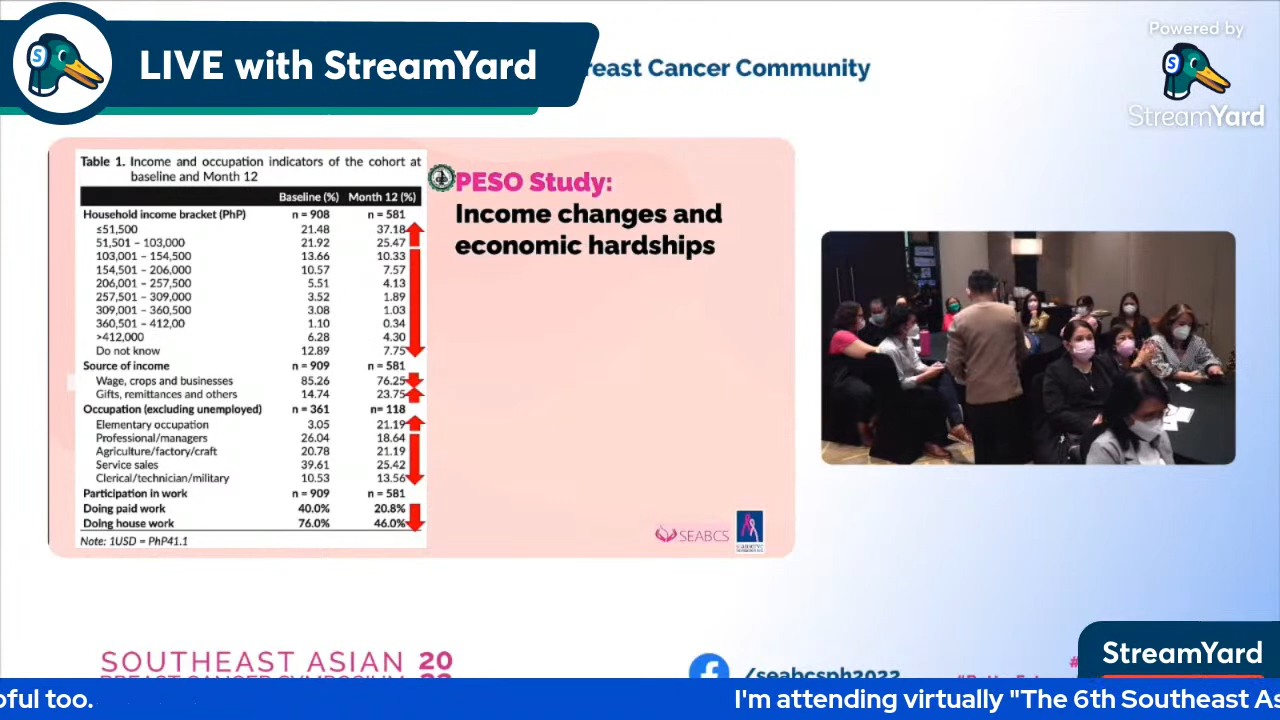 LIVE with StreamYard
reast Cancer Community
Powered by
StreamYard
Table 1. Income and occupation indicators of the cohort at
baseline and Month 12
Baseline (%) Month 12 (%)
Household income bracket (PhP) n = 908 n = 581
≤51,500 21.48 37.18
51,501 – 103,000 21.92 25.47
103,001 – 154,500 13.66 10.33
154,501 – 206,000 10.57 7.57
206,001 – 257,500 5.51 4.13
257,501 – 309,000 3.52 1.89
309,001 – 360,500 3.08 1.03
360,501 – 412,00 1.10 0.34
>412,000 6.28 4.30
Do not know 12.89 7.75
Source of income n = 909 n = 581
Wage, crops and businesses 85.26 76.25
Gifts, remittances and others 14.74 23.75
Occupation (excluding unemployed) n = 361 n= 118
Elementary occupation 3.05 21.19
Professional/managers 26.04 18.64
Agriculture/factory/craft 20.78 21.19
Service sales 39.61 25.42
Clerical/technician/military 10.53 13.56
Participation in work n = 909 n = 581
Doing paid work 40.0% 20.8%
Doing house work 76.0% 46.0%
Note: 1USD = PhP41.1
PESO Study:
Income changes and
economic hardships
SEABCS
SOUTHEAST ASIAN 20
BREAST CANCER SYMPOSIUM 22
/seabcsph2022
StreamYard
oful too. I'm attending virtually "The 6th Southeast As